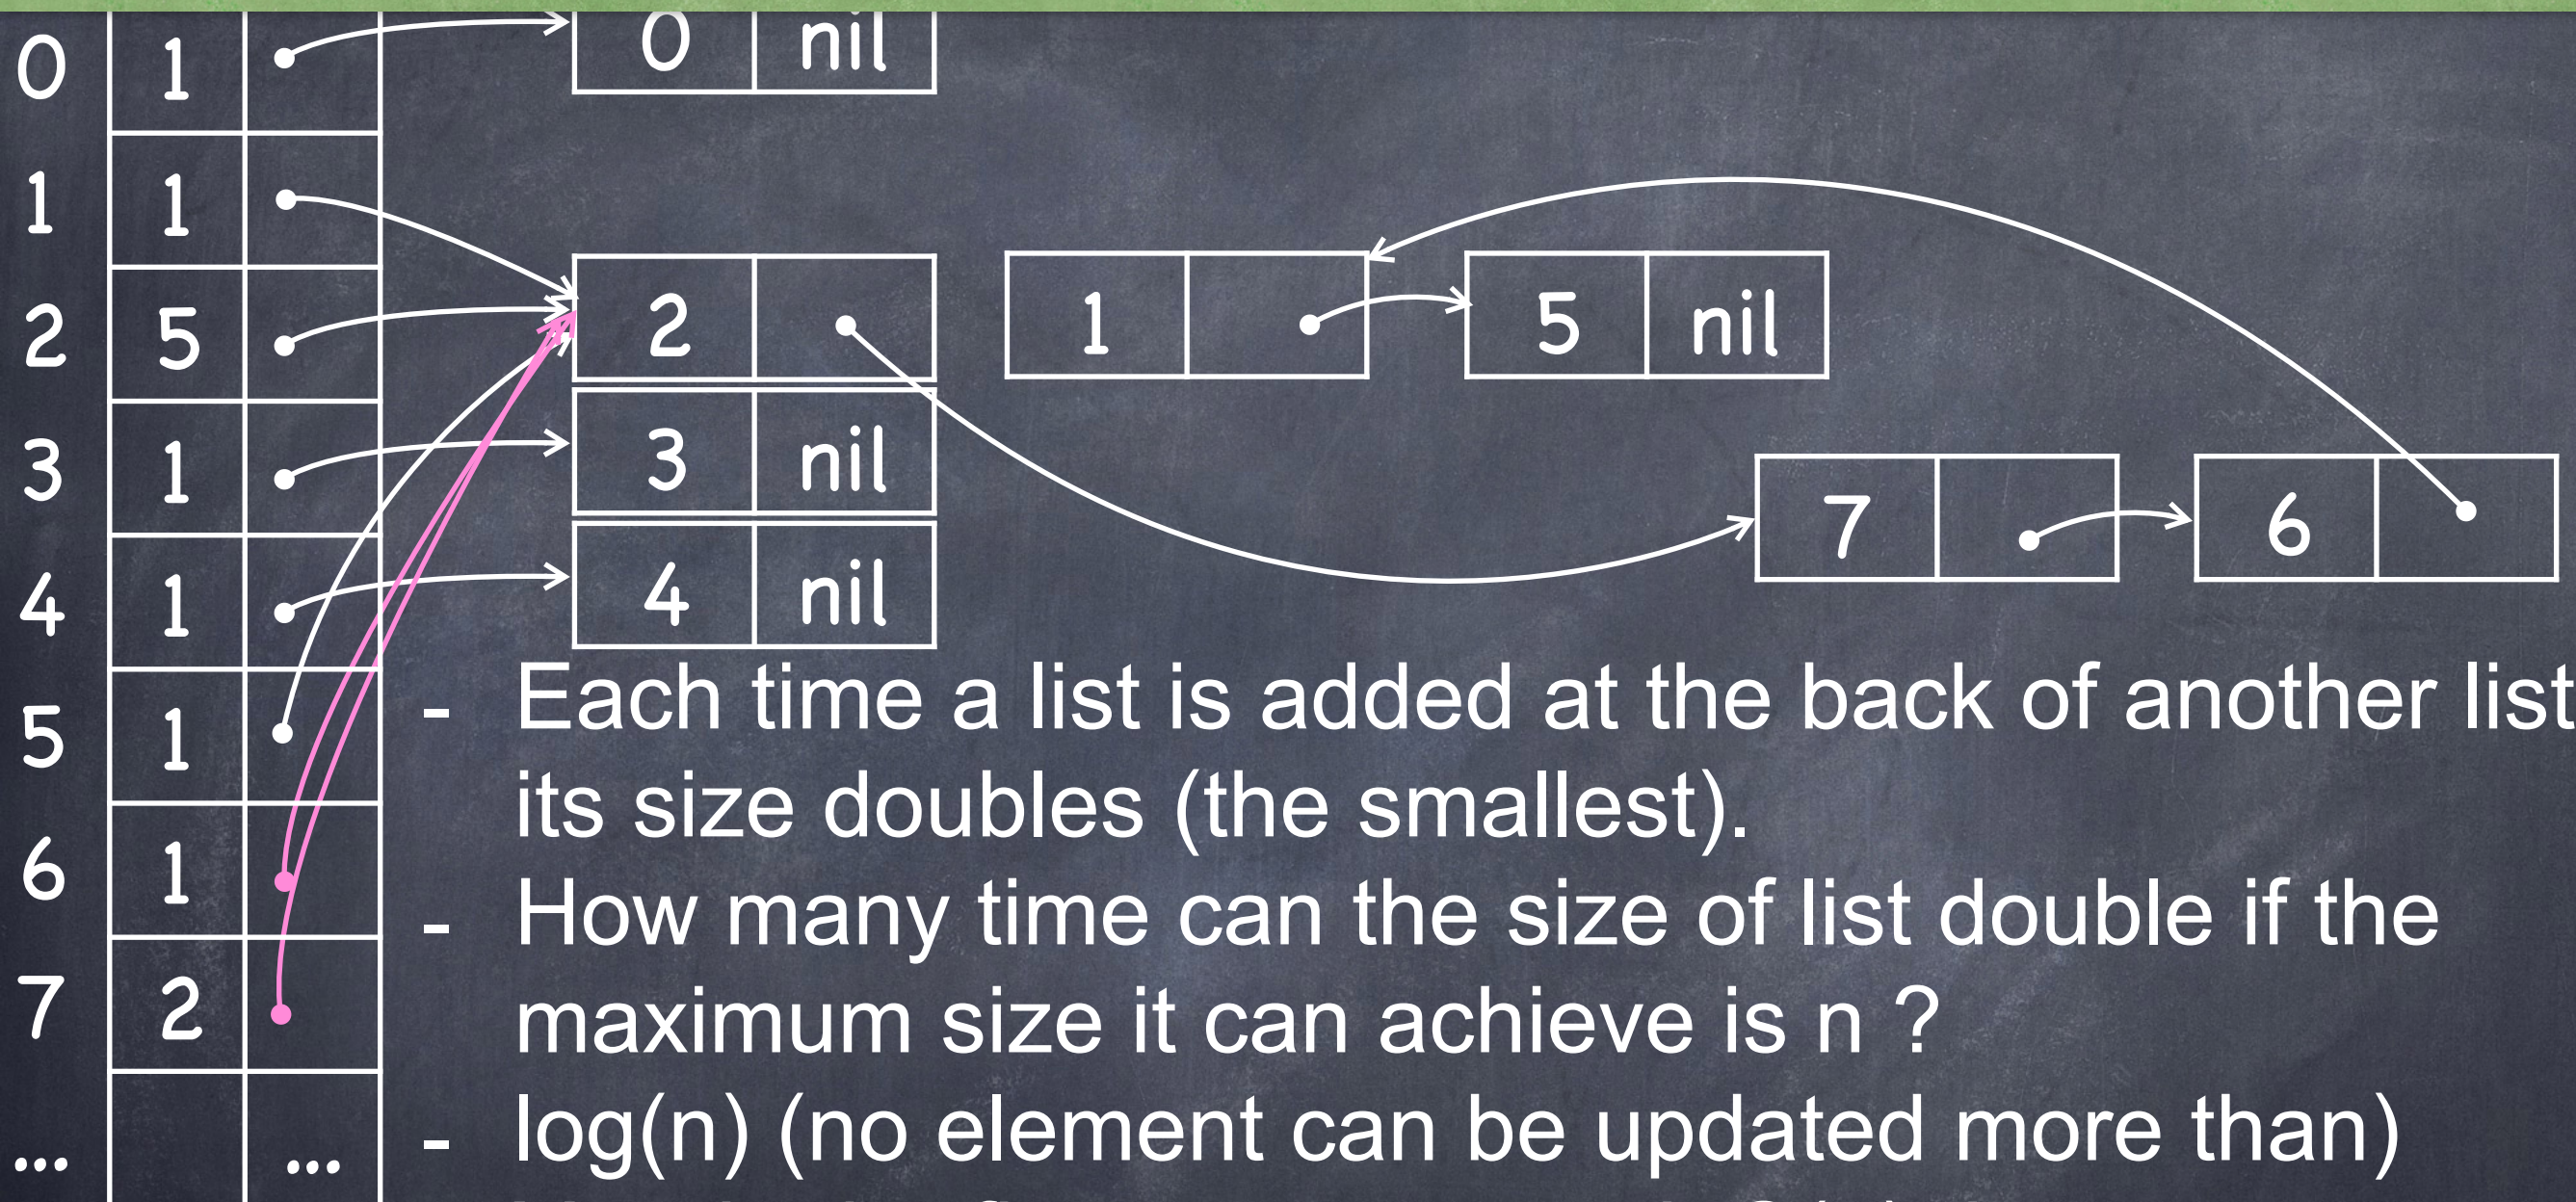 0 1 0 nil
1 1
2 5 2 1 5 nil
3 1 3 nil 7 6
4 1 4 nil
5 1
- Each time a list is added at the back of another list
its size doubles (the smallest).
6 1
- How many time can the size of list double if the
7 2
maximum size it can achieve is n ?
- log(n) (no element can be updated more than)
... ...